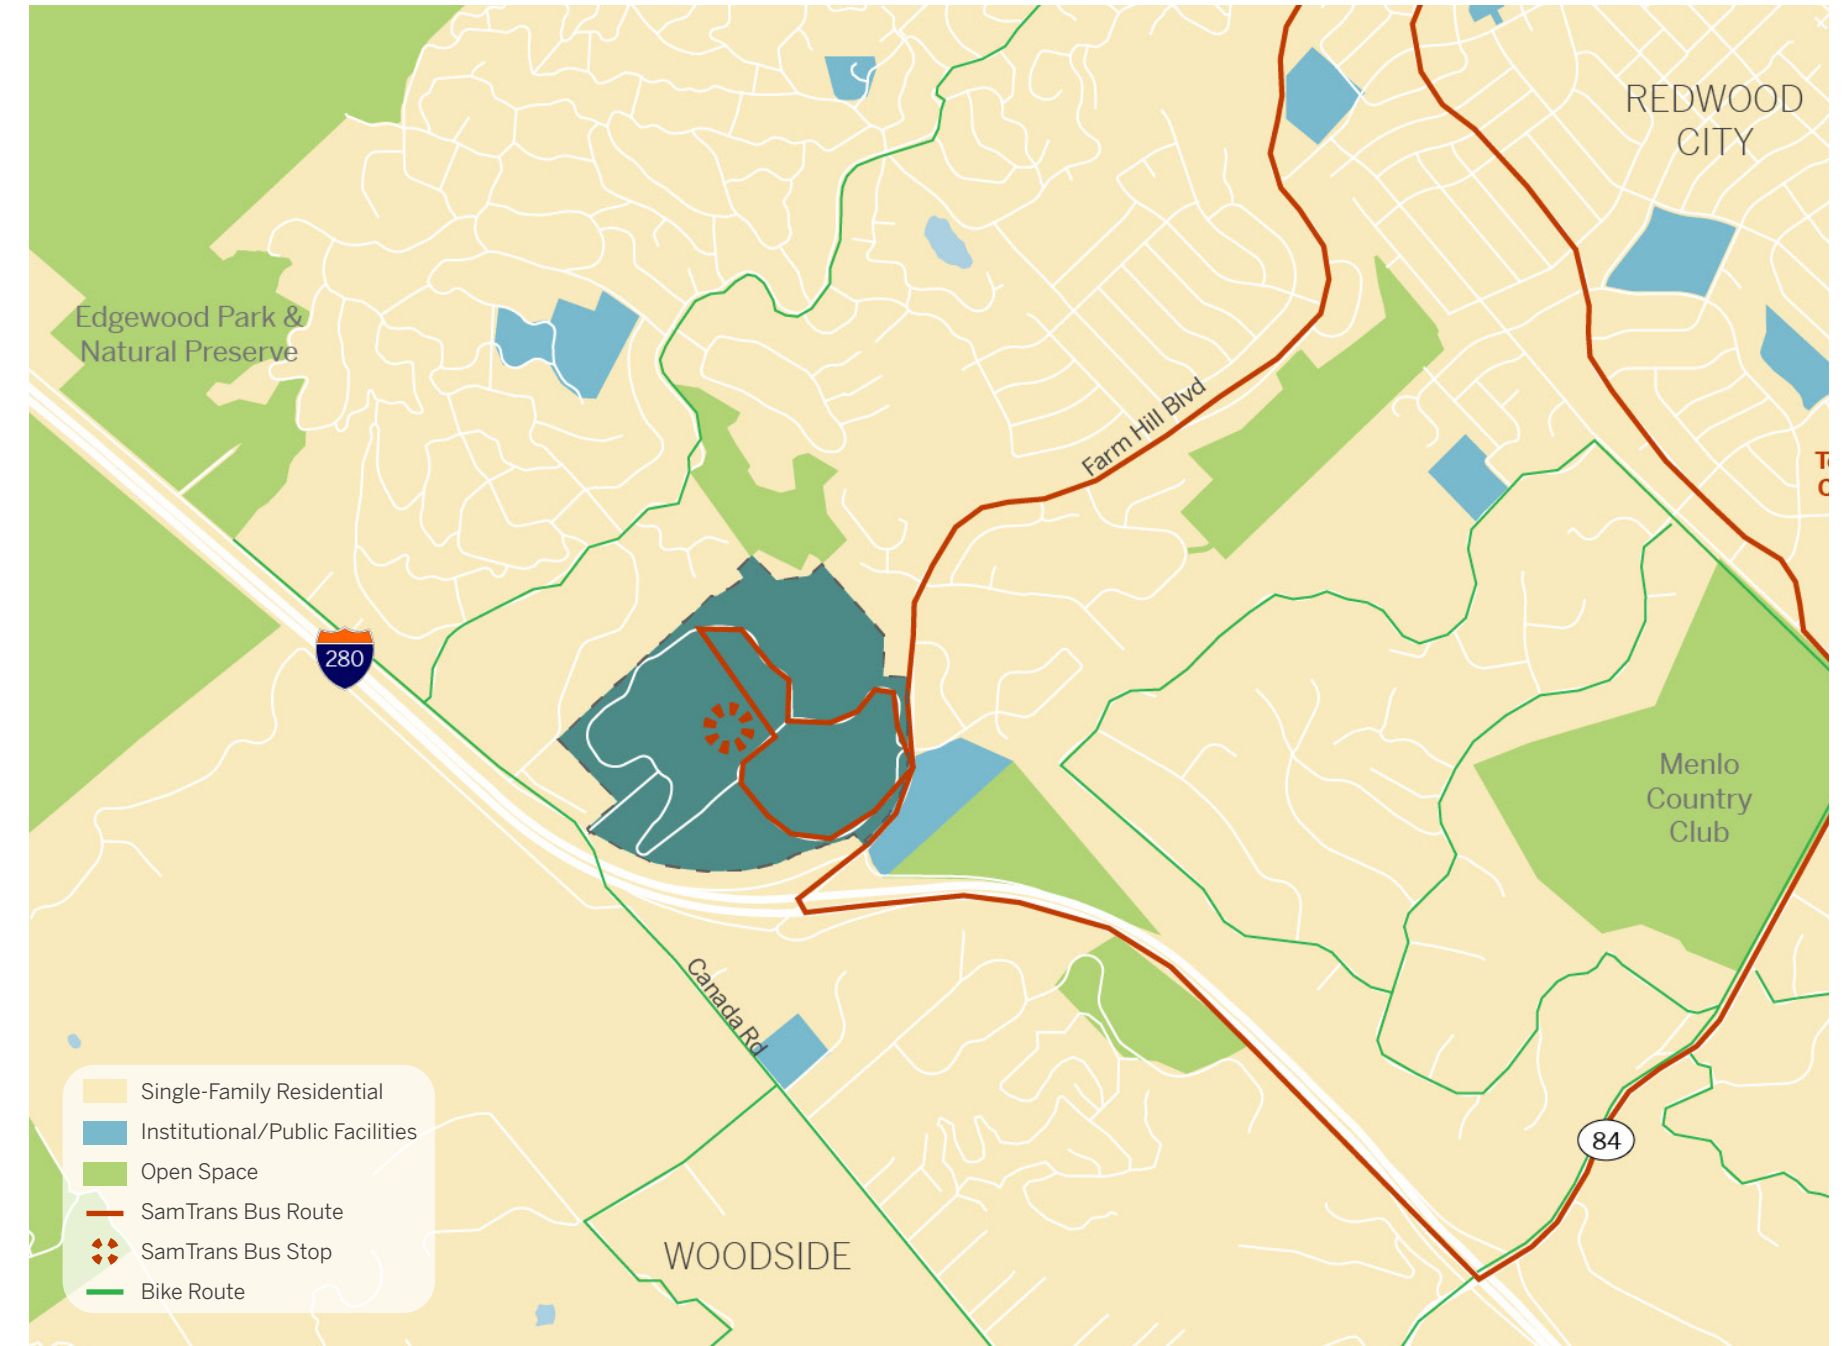 REDWOOD
CITY
Edgewood Park &
Natural Preserve
Farm Hill Blvd
280
Menlo
Country
Club
Canada Rd
84
WOODSIDE
Single-Family Residential
Institutional/Public Facilities
Open Space
SamTrans Bus Route
SamTrans Bus Stop
Bike Route